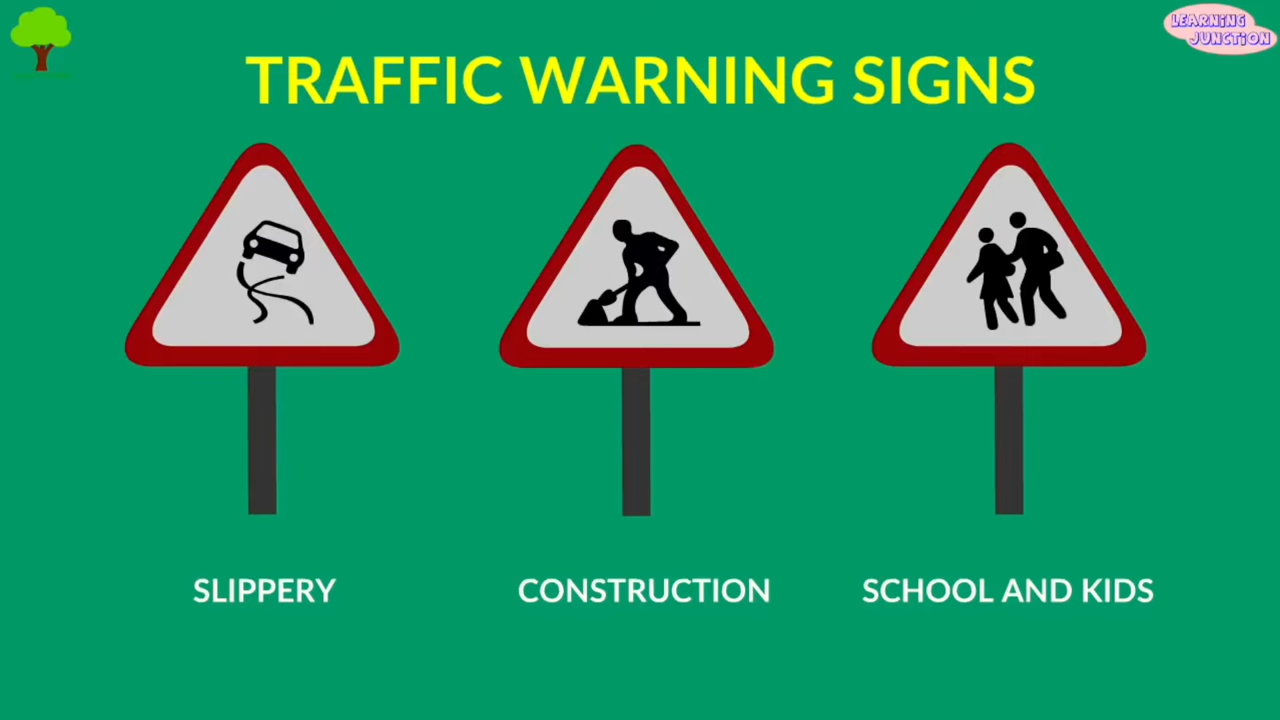 LEARNING
JUNCTION
TRAFFIC WARNING SIGNS
SLIPPERY
CONSTRUCTION
SCHOOL AND KIDS